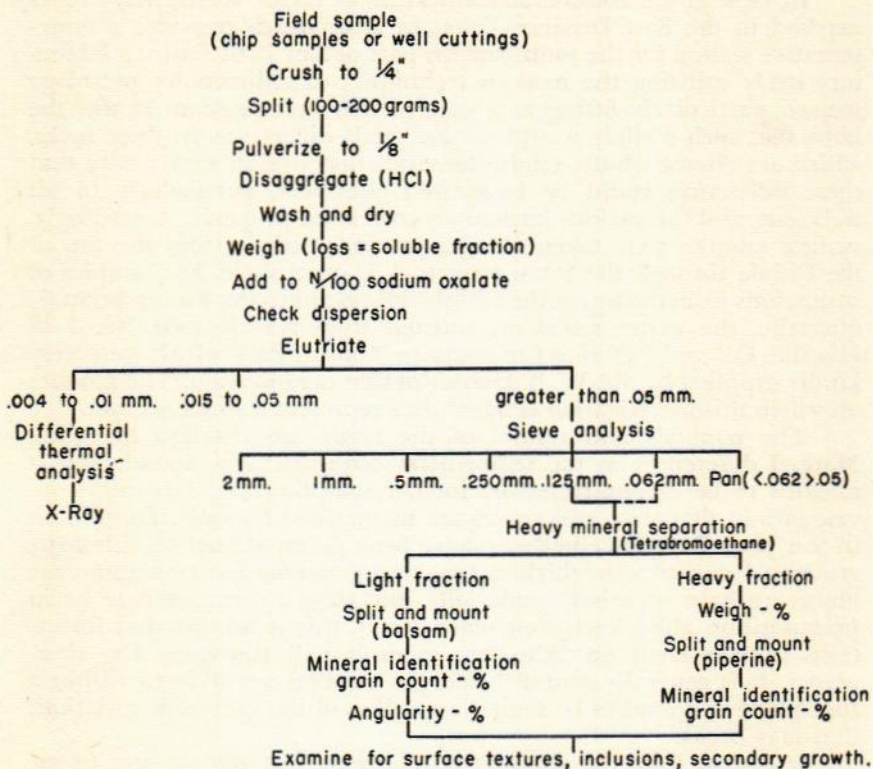 Field sample
(chip samples or well cuttings)
Crush to 1/4"
Split (100-200 grams)
Pulverize to 1/8"
Disaggregate (HCl)
Wash and dry
Weigh (loss = soluble fraction)
Add to N/100 sodium oxalate
Check dispersion
Elutriate
.004 to .01 mm. .015 to .05 mm greater than .05 mm.
Differential thermal analysis
Sieve analysis
X-Ray
2 mm. 1 mm. .5 mm. .250 mm. .125 mm. .062 mm. Pan (<.062 >.05)
Heavy mineral separation
(Tetrabromoethane)
Light fraction
Split and mount
(balsam)
Mineral identification
grain count - %
Angularity - %
Heavy fraction
Weigh - %
Split and mount
(piperine)
Mineral identification
grain count - %
Examine for surface textures, inclusions, secondary growth.